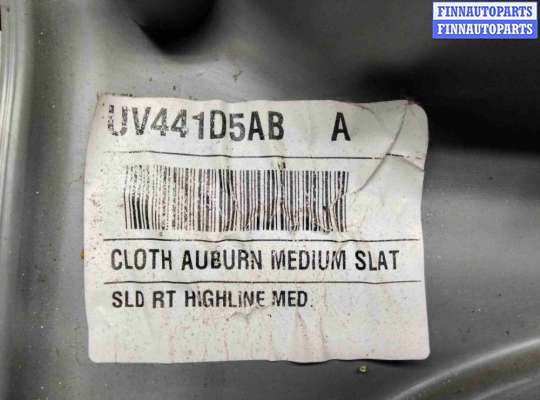 FINNAUTOPARTS
FINNAUTOPARTS
UV441D5AB A
CLOTH AUBURN MEDIUM SLAT
SLD RT HIGHLINE MED.